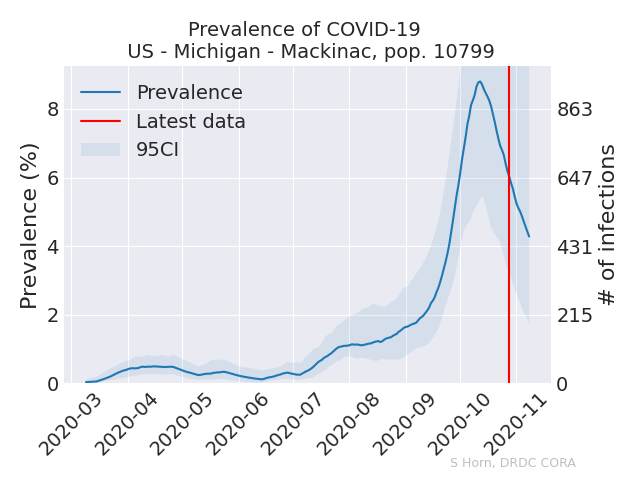 Prevalence of COVID-19
US - Michigan - Mackinac, pop. 10799
Prevalence
Latest data
95CI
Prevalence (%)
8
6
4
2
0
863
647
431
215
0
# of infections
2020-03
2020-04
2020-05
2020-06
2020-07
2020-08
2020-09
2020-10
2020-11
S Horn, DRDC CORA